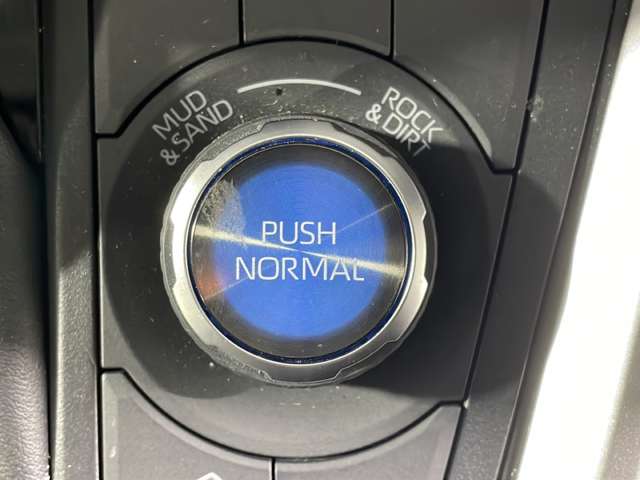 MUD
& SAND
ROCK
& DIRT
PUSH
NORMAL